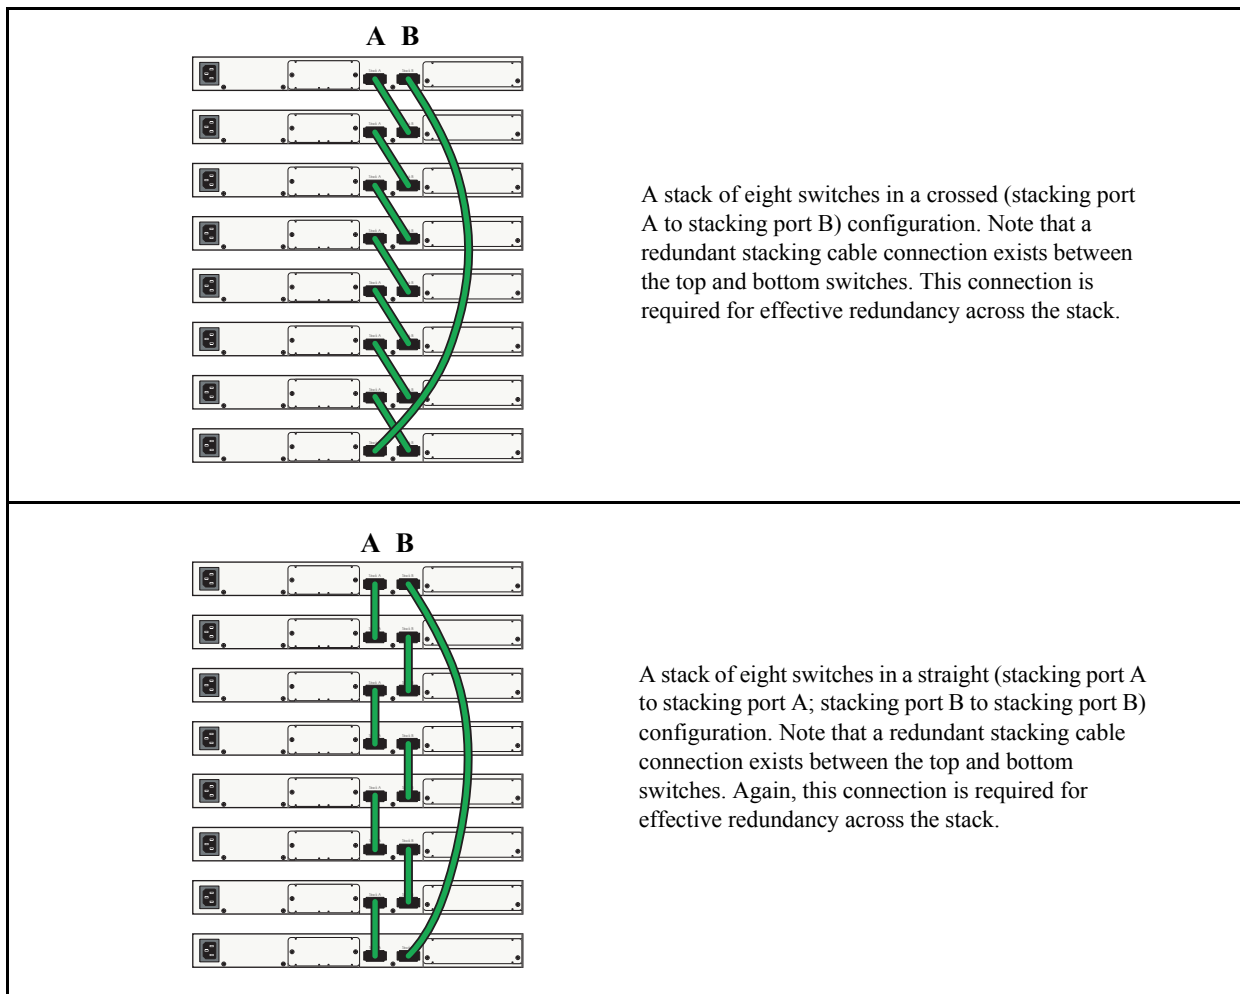 A B
A stack of eight switches in a crossed (stacking port
A to stacking port B) configuration. Note that a
redundant stacking cable connection exists between
the top and bottom switches. This connection is
required for effective redundancy across the stack.
A B
A stack of eight switches in a straight (stacking port A
to stacking port A; stacking port B to stacking port B)
configuration. Note that a redundant stacking cable
connection exists between the top and bottom
switches. Again, this connection is required for
effective redundancy across the stack.